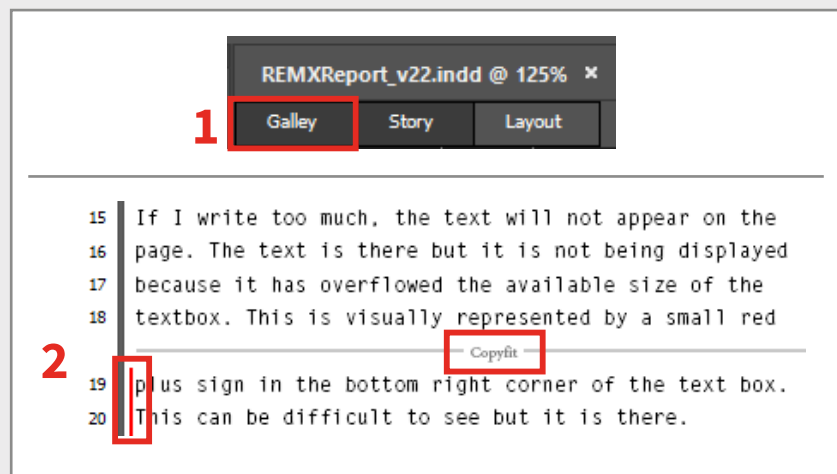 REMXReport_v22.indd @ 125% ×
1
Galley Story Layout
15 If I write too much, the text will not appear on the
16 page. The text is there but it is not being displayed
17 because it has overflowed the available size of the
18 textbox. This is visually represented by a small red
Copyfit
2
19 plus sign in the bottom right corner of the text box.
20 This can be difficult to see but it is there.